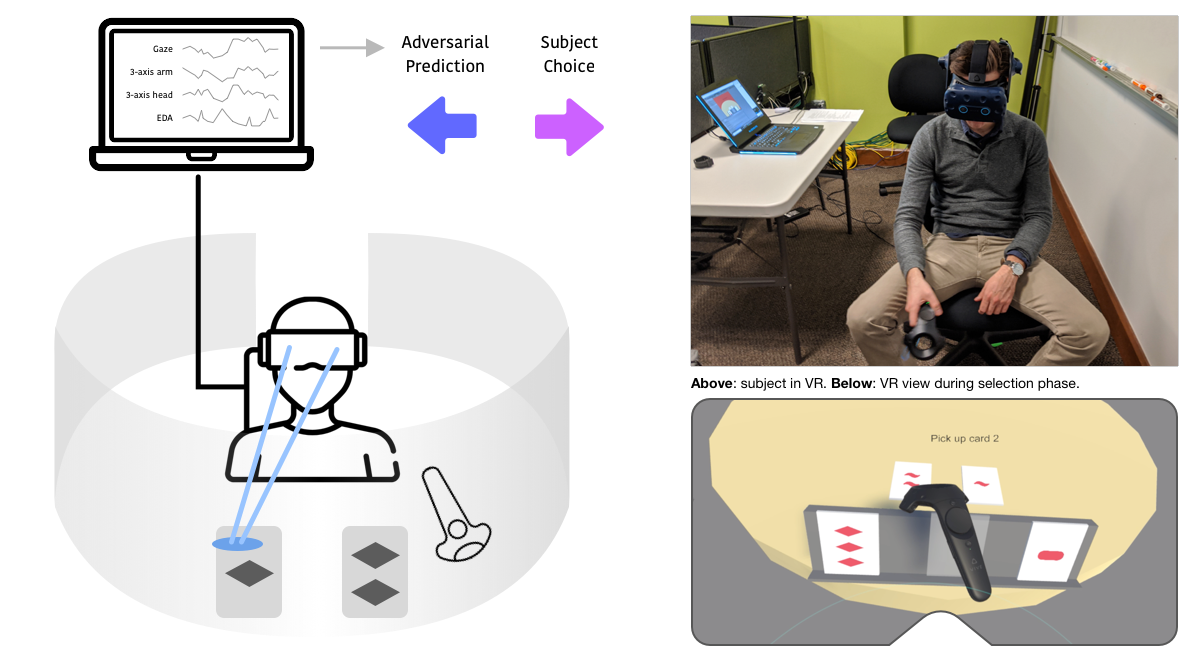 Gaze
3-axis arm
3-axis head
EDA
Adversarial
Prediction
Subject
Choice
Above: subject in VR. Below: VR view during selection phase.
Pick up card 2